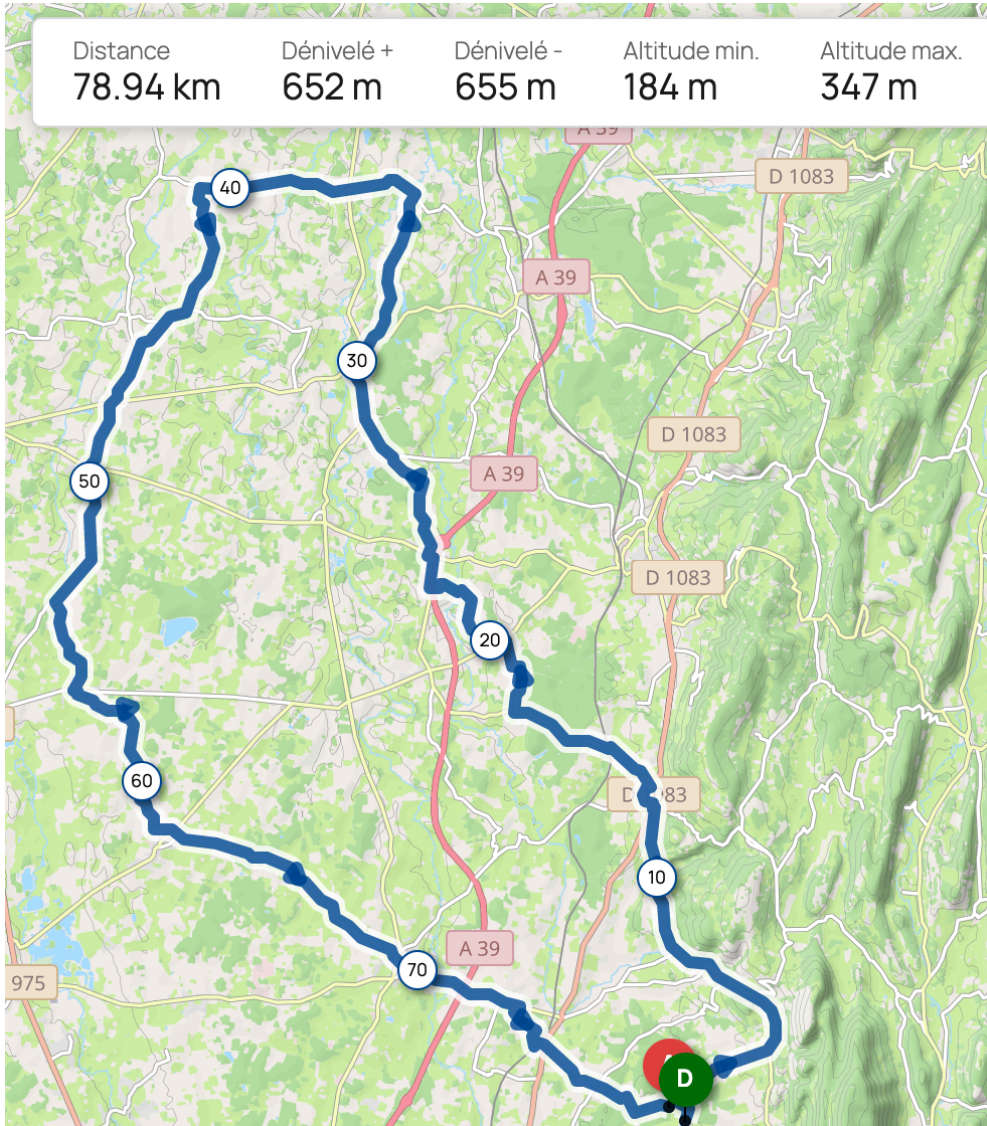 Distance
78.94 km
Dénivelé +
652 m
Dénivelé -
655 m
Altitude min.
184 m
Altitude max.
347 m
A 39
D 1083
40
A 39
30
D 1083
A 39
50
D 1083
20
60
10
A 39
70
975
D